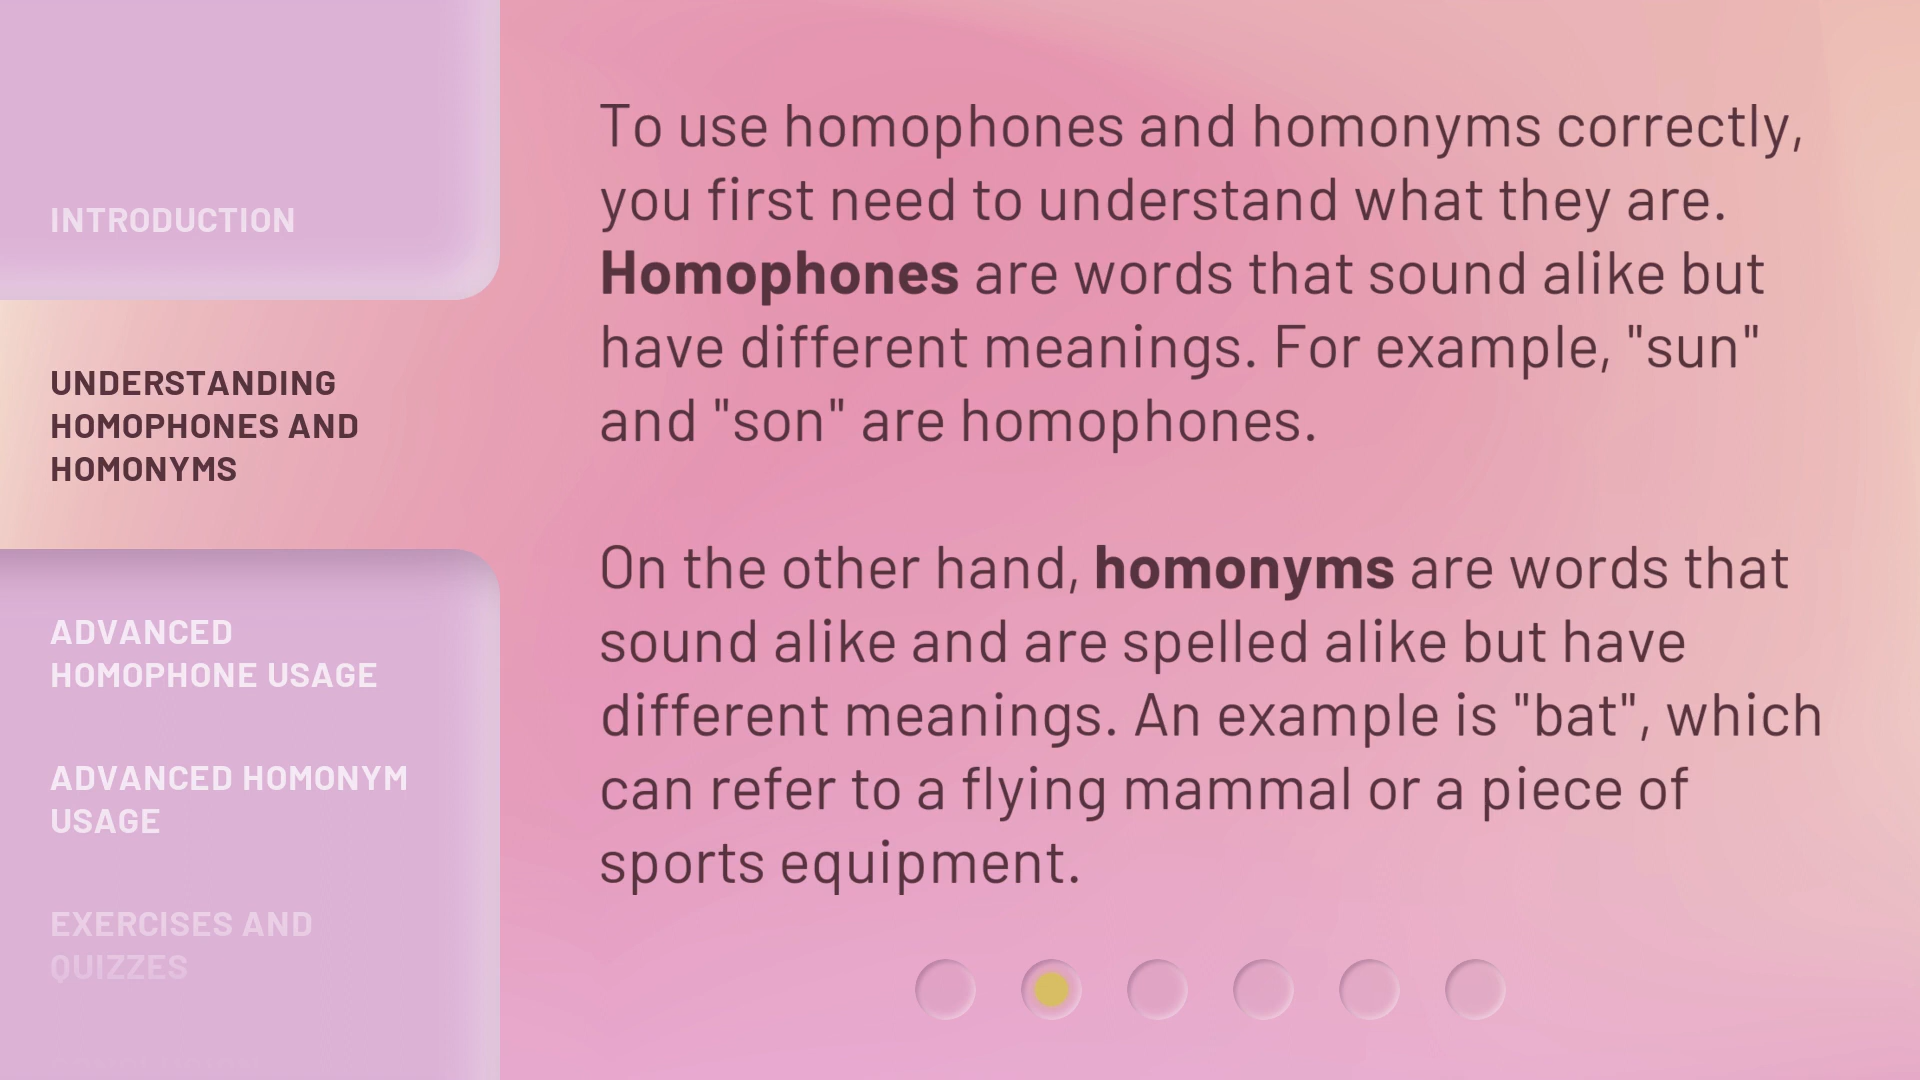 INTRODUCTION
UNDERSTANDING
HOMOPHONES AND
HOMONYMS
ADVANCED
HOMOPHONE USAGE
ADVANCED HOMONYM
USAGE
EXERCISES AND
QUIZZES
To use homophones and homonyms correctly,
you first need to understand what they are.
Homophones are words that sound alike but
have different meanings. For example, "sun"
and "son" are homophones.
On the other hand, homonyms are words that
sound alike and are spelled alike but have
different meanings. An example is "bat", which
can refer to a flying mammal or a piece of
sports equipment.